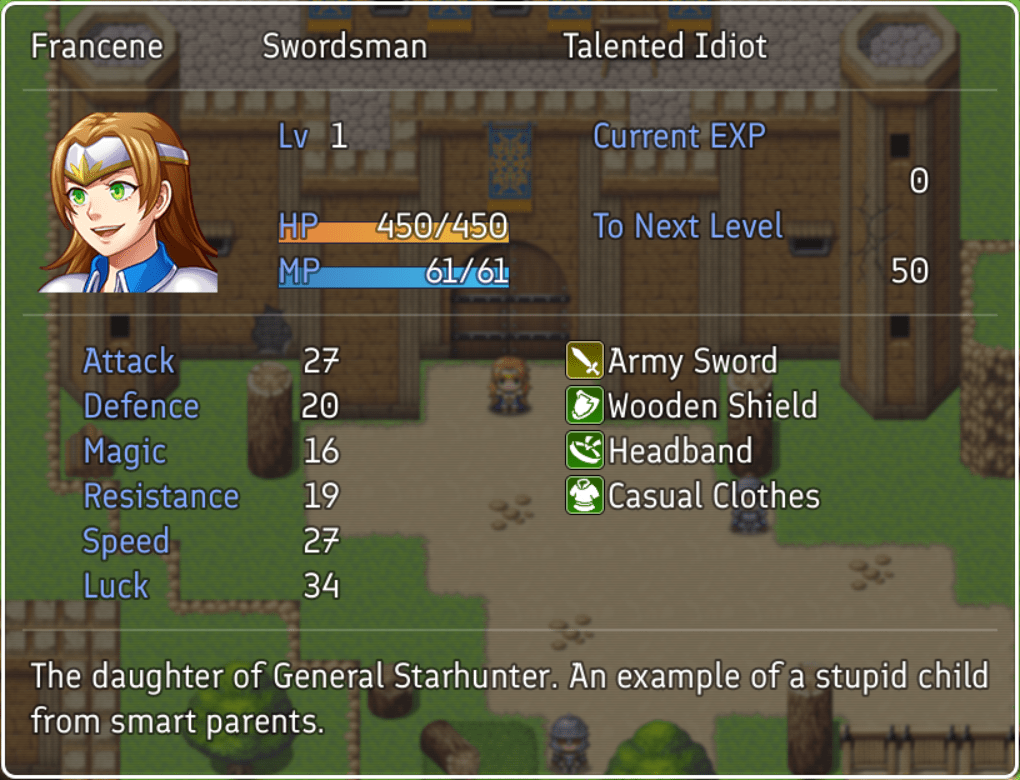 Francene Swordsman Talented Idiot
Lv 1 Current EXP
0
HP 450/450 To Next Level
MP 61/61 50
Attack 27 Army Sword
Defence 20 Wooden Shield
Magic 16 Headband
Resistance 19 Casual Clothes
Speed 27
Luck 34
The daughter of General Starhunter. An example of a stupid child
from smart parents.